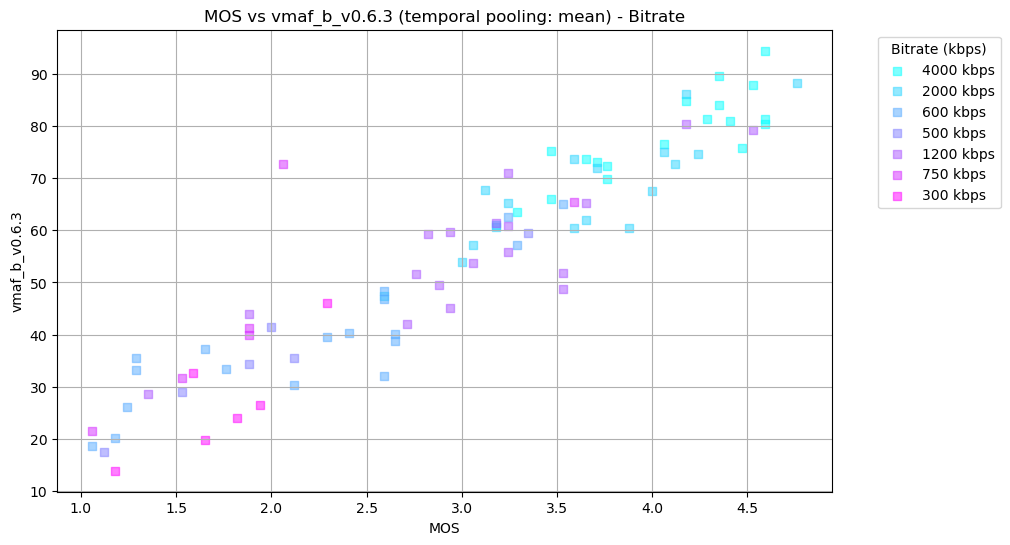 MOS vs vmaf_b_v0.6.3 (temporal pooling: mean) - Bitrate
vmaf_b_v0.6.3
90
80
70
60
50
40
30
20
10
1.0 1.5 2.0 2.5 3.0 3.5 4.0 4.5
MOS
Bitrate (kbps)
4000 kbps
2000 kbps
600 kbps
500 kbps
1200 kbps
750 kbps
300 kbps